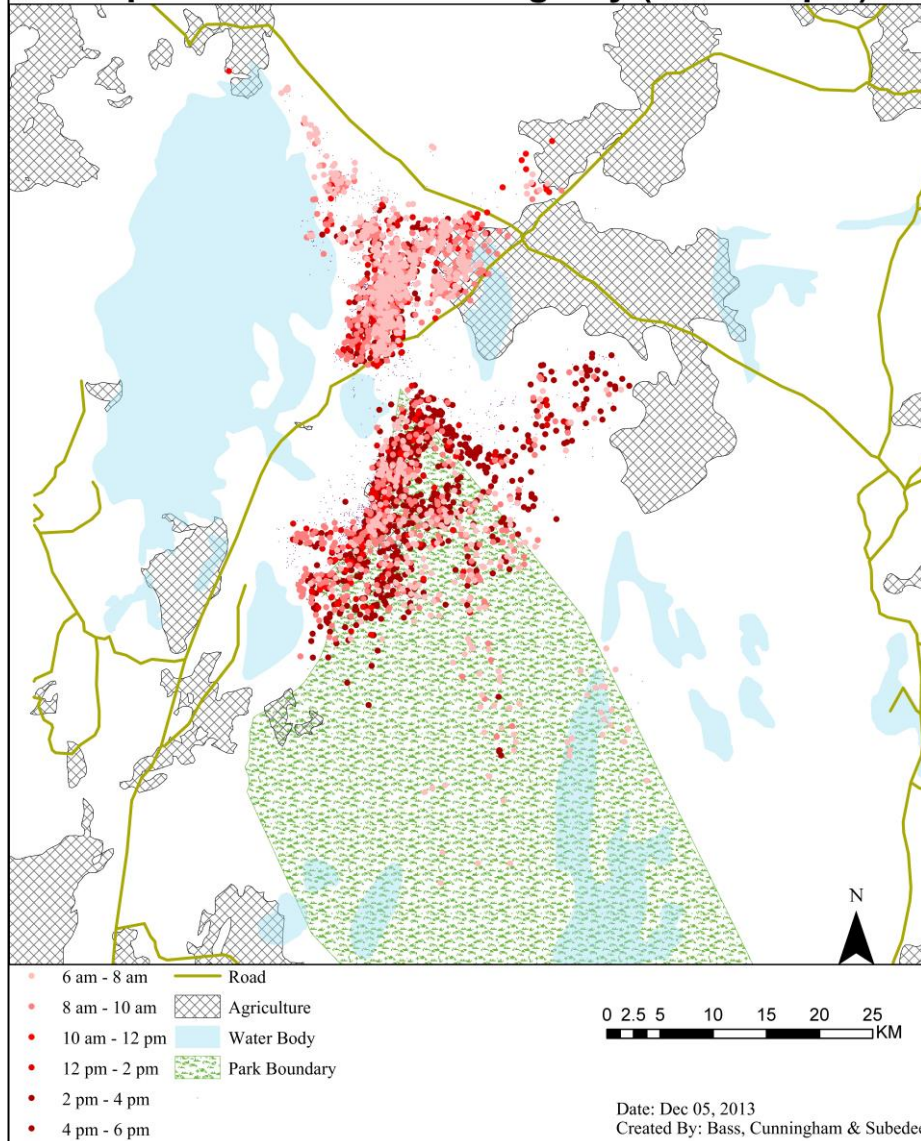 N
6 am - 8 am
8 am - 10 am
10 am - 12 pm
12 pm - 2 pm
2 pm - 4 pm
4 pm - 6 pm
Road
Agriculture
Water Body
Park Boundary
0 2.5 5 10 15 20 25
KM
Date: Dec 05, 2013
Created By: Bass, Cunningham & Subede